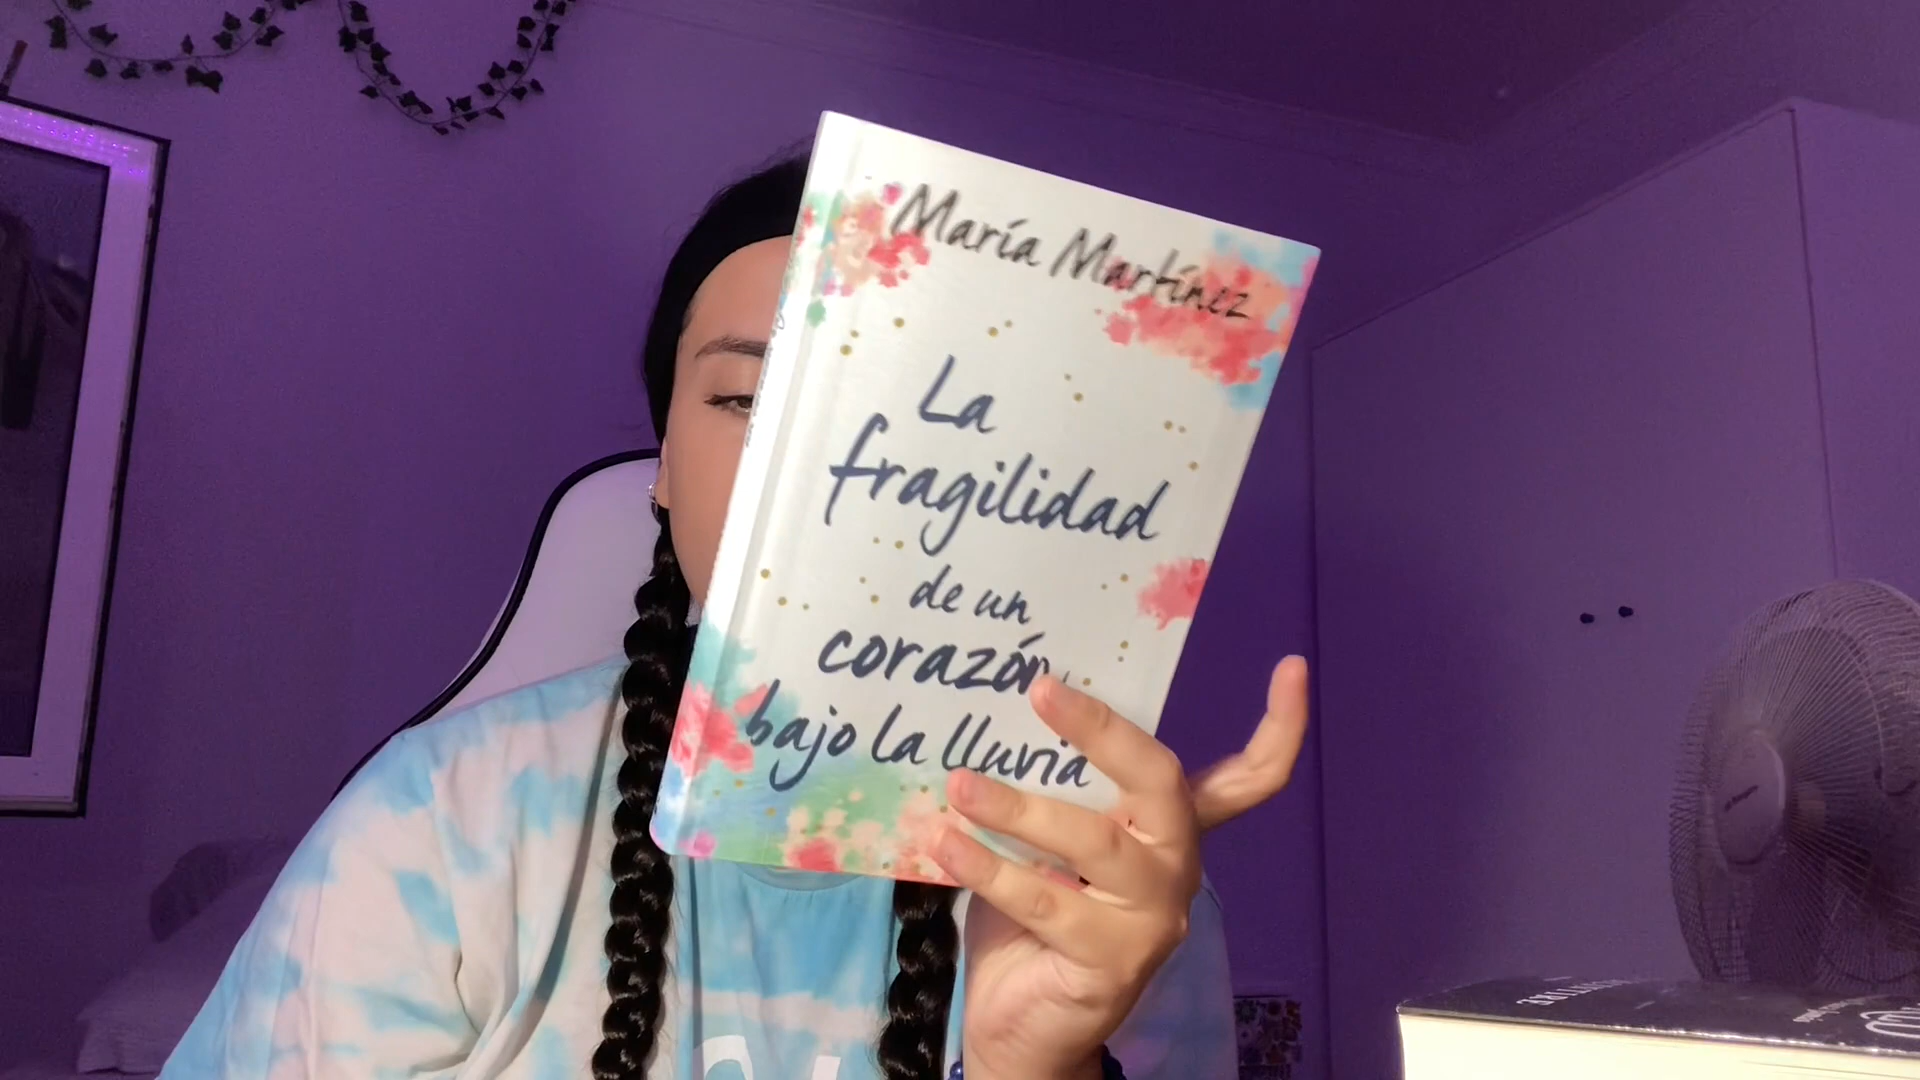 María Martínez
La
fragilidad
de un
corazón
bajo la lluvia